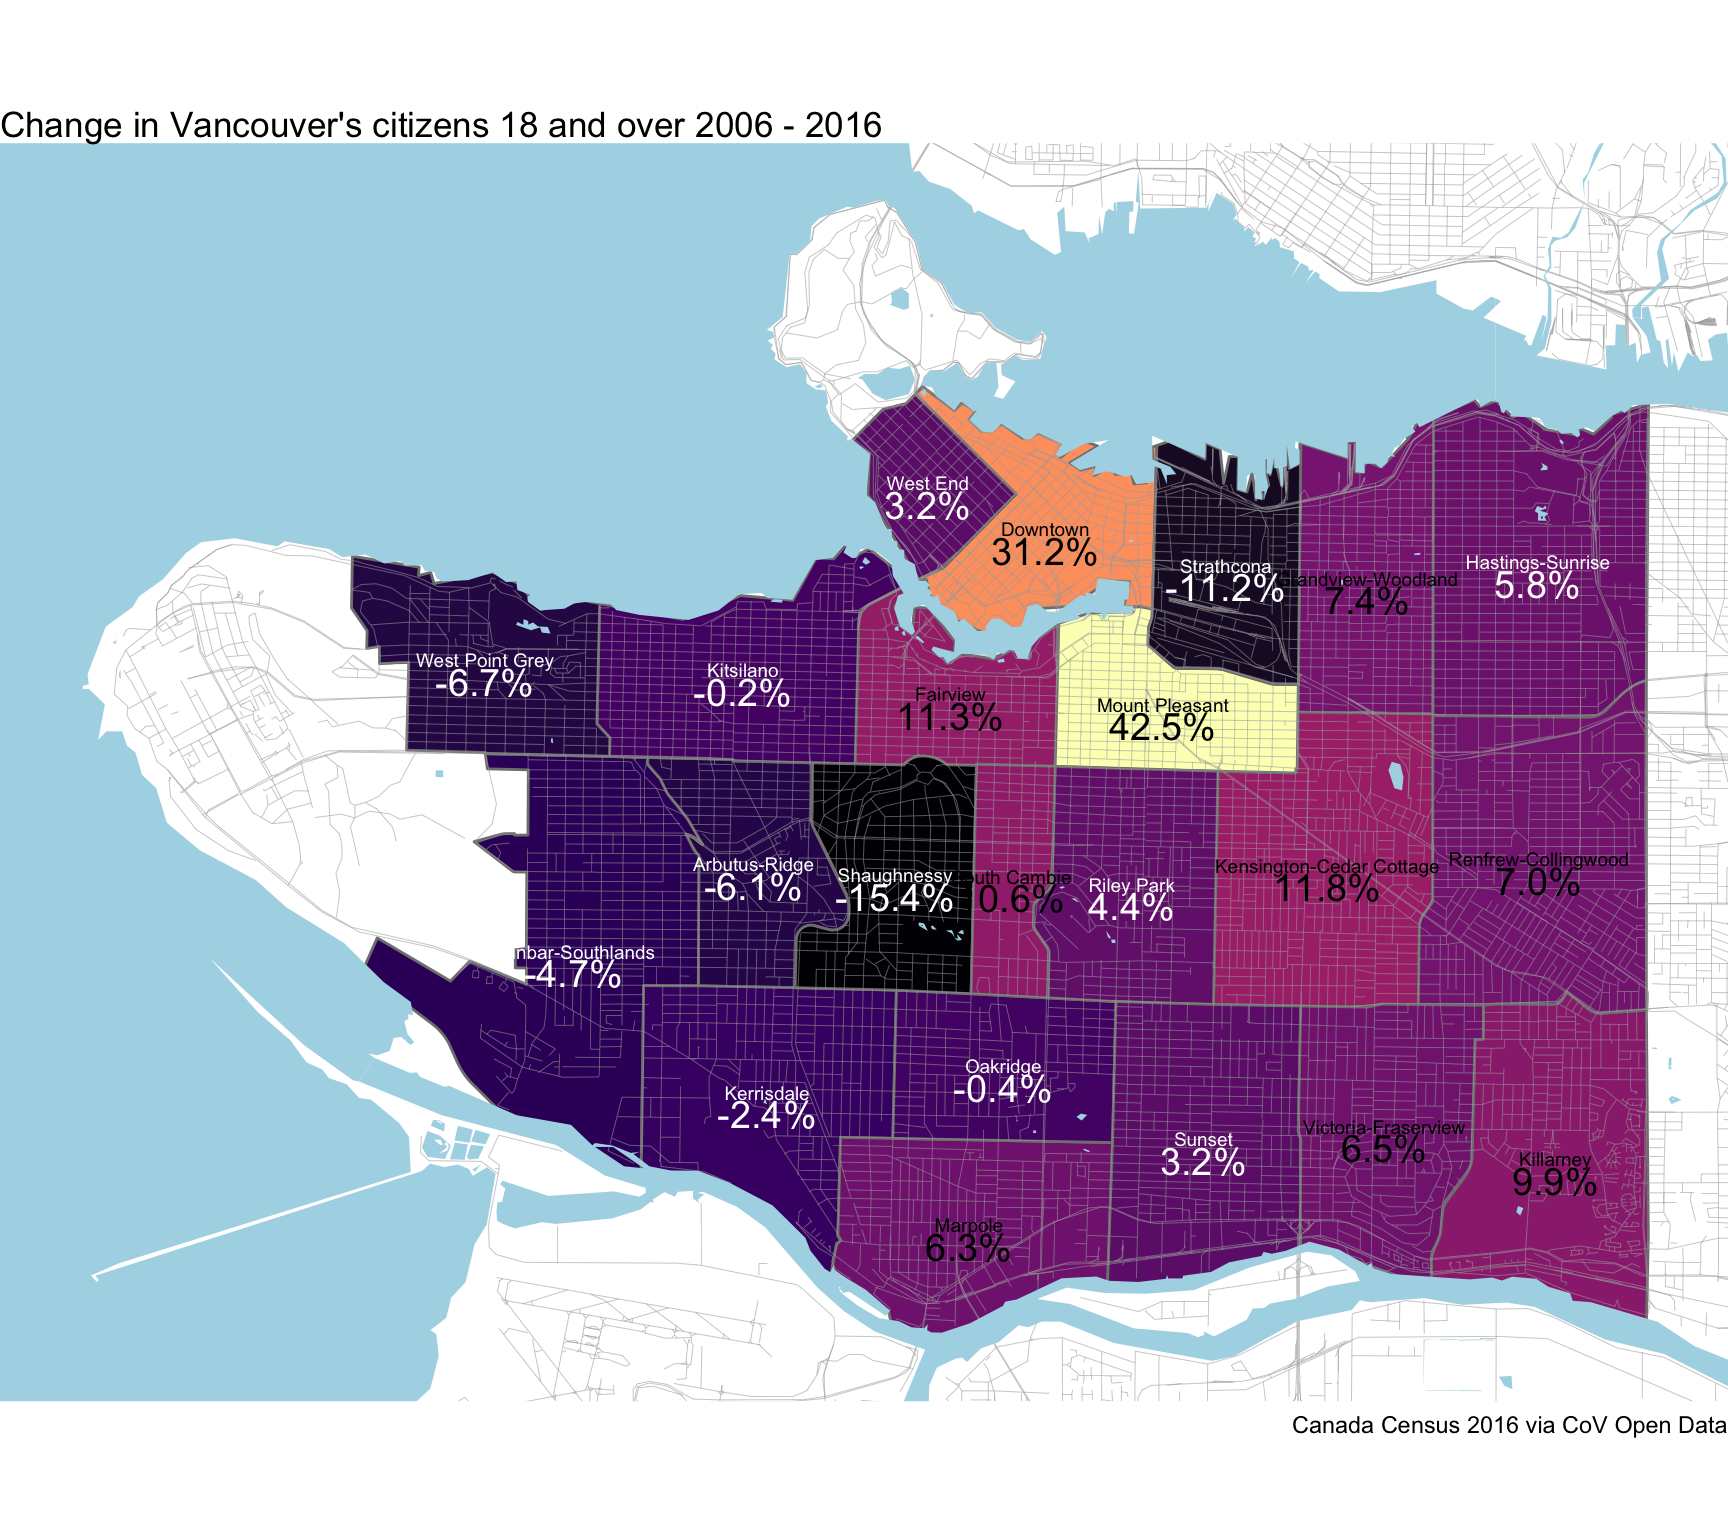 Change in Vancouver's citizens 18 and over 2006 - 2016
West End
3.2%
Downtown
31.2%
Strathcona
-11.2%
Grandview-Woodland
7.4%
Hastings-Sunrise
5.8%
West Point Grey
-6.7%
Kitsilano
-0.2%
Fairview
11.3%
Mount Pleasant
42.5%
Arbutus-Ridge
-6.1%
Shaughnessy
-15.4%
outh Cambie
0.6%
Riley Park
4.4%
Kensington-Cedar Cottage
11.8%
Renfrew-Collingwood
7.0%
nbar-Southlands
-4.7%
Kerrisdale
-2.4%
Oakridge
-0.4%
Sunset
3.2%
Victoria-Fraserview
6.5%
Killarney
9.9%
Marpole
6.3%
Canada Census 2016 via CoV Open Data